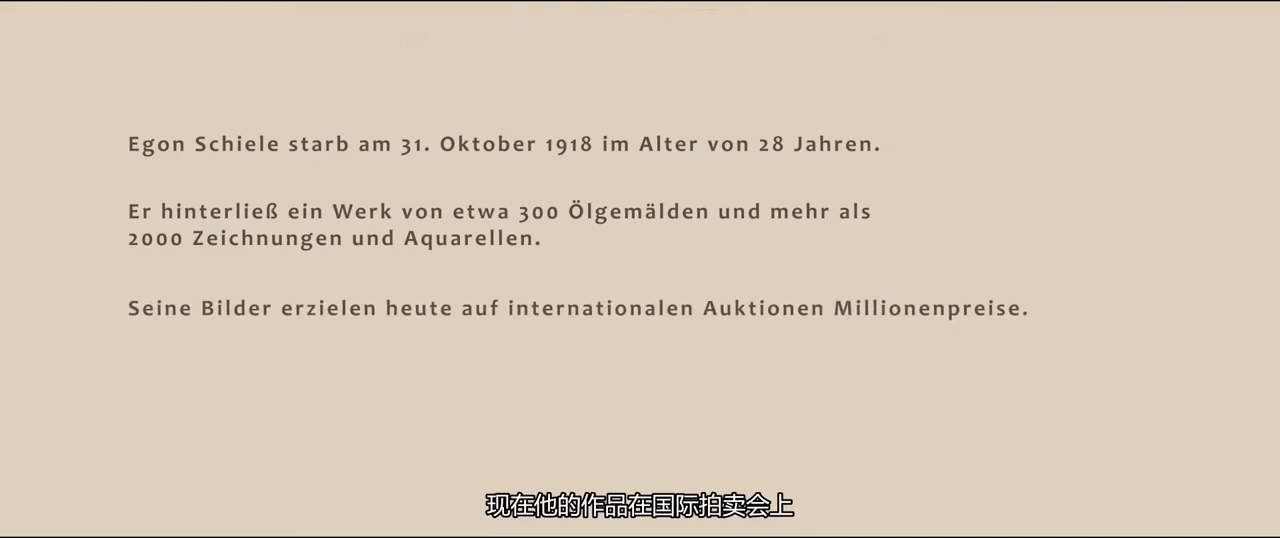 Egon Schiele starb am 31. Oktober 1918 im Alter von 28 Jahren.
Er hinterließ ein Werk von etwa 300 Ölgemälden und mehr als
2000 Zeichnungen und Aquarellen.
Seine Bilder erzielen heute auf internationalen Auktionen Millionenpreise.
现在他的作品在国际拍卖会上